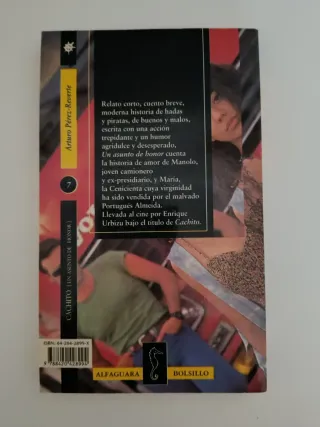 Relato corto, cuento breve,
moderna historia de hadas
y piratas, de buenos y malos,
escrita con una acción
trepidante y un humor
agridulce y desesperado,
Un asunto de honor cuenta
la historia de amor de Manolo,
joven camionero
y ex-presidiario, y María,
la Cenicienta cuya virginidad
ha sido vendida por el malvado
Portugués Almeida.
Llevada al cine por Enrique
Urbizu bajo el título de Cachito.
Arturo Pérez-Reverte
7
CACHITO (UN ASUNTO DE HONOR)
ALFAGUARA BOLSILLO